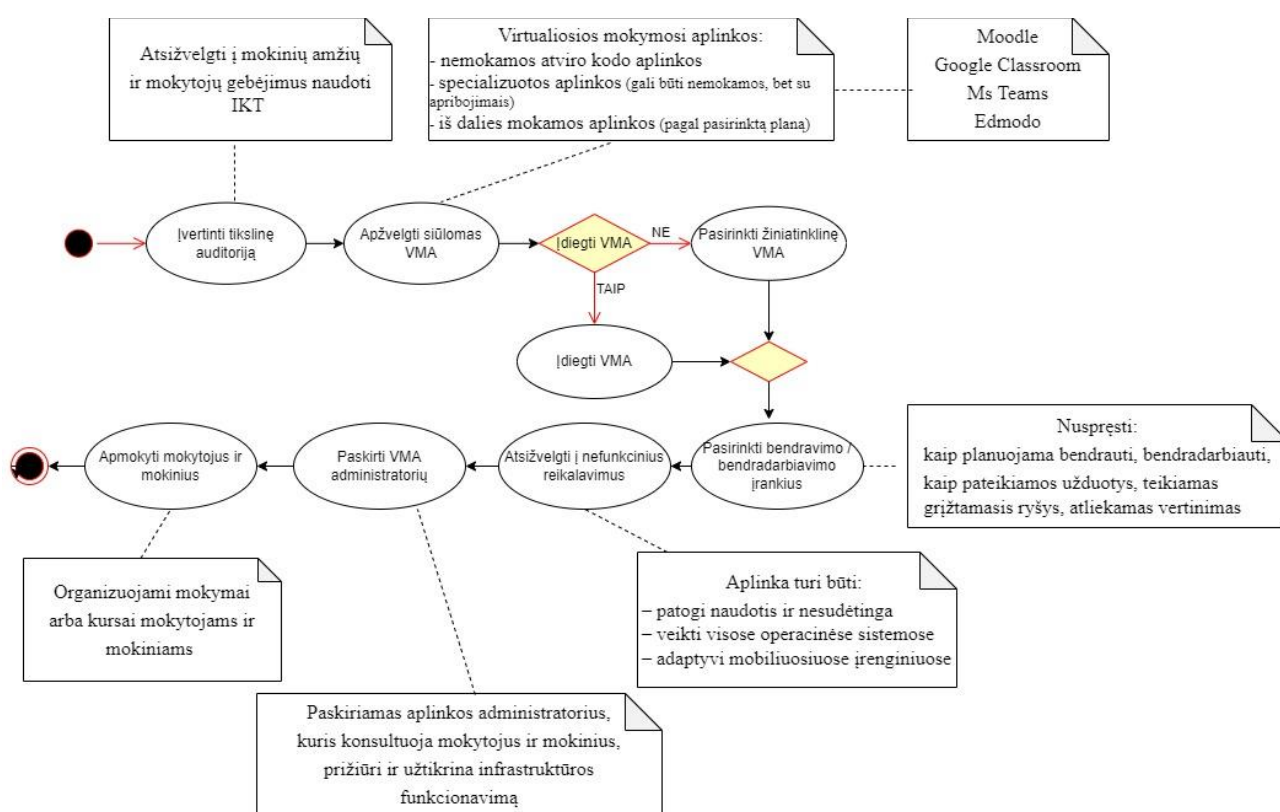 Atsižvelgti į mokinių amžių
ir mokytojų gebėjimus naudoti
IKT
Virtualiosios mokymosi aplinkos:
- nemokamos atviro kodo aplinkos
- specializuotos aplinkos (gali būti nemokamos, bet su
apribojimais)
- iš dalies mokamos aplinkos (pagal pasirinktą planą)
Moodle
Google Classroom
Ms Teams
Edmodo
Įvertinti tikslinę
auditoriją
Apžvelgti siūlomas
VMA
Įdiegti VMA
NE
Pasirinkti žiniatinklinę
VMA
TAIP
Įdiegti VMA
Apmokyti mokytojus ir
mokinius
Paskirti VMA
administratorių
Atsižvelgti į nefunkcinius
reikalavimus
Pasirinkti bendravimo /
bendradarbiavimo
įrankius
Nuspręsti:
kaip planuojama bendrauti, bendradarbiauti,
kaip pateikiamos užduotys, teikiamas
grįžtamasis ryšys, atliekamas vertinimas
Organizuojami mokymai
arba kursai mokytojams ir
mokiniams
Aplinka turi būti:
– patogi naudotis ir nesudėtinga
– veikti visose operacinėse sistemose
– adaptyvi mobiliuosiuose įrenginiuose
Paskiriamas aplinkos administratorius,
kuris konsultuoja mokytojus ir mokinius,
prižiūri ir užtikrina infrastruktūros
funkcionavimą